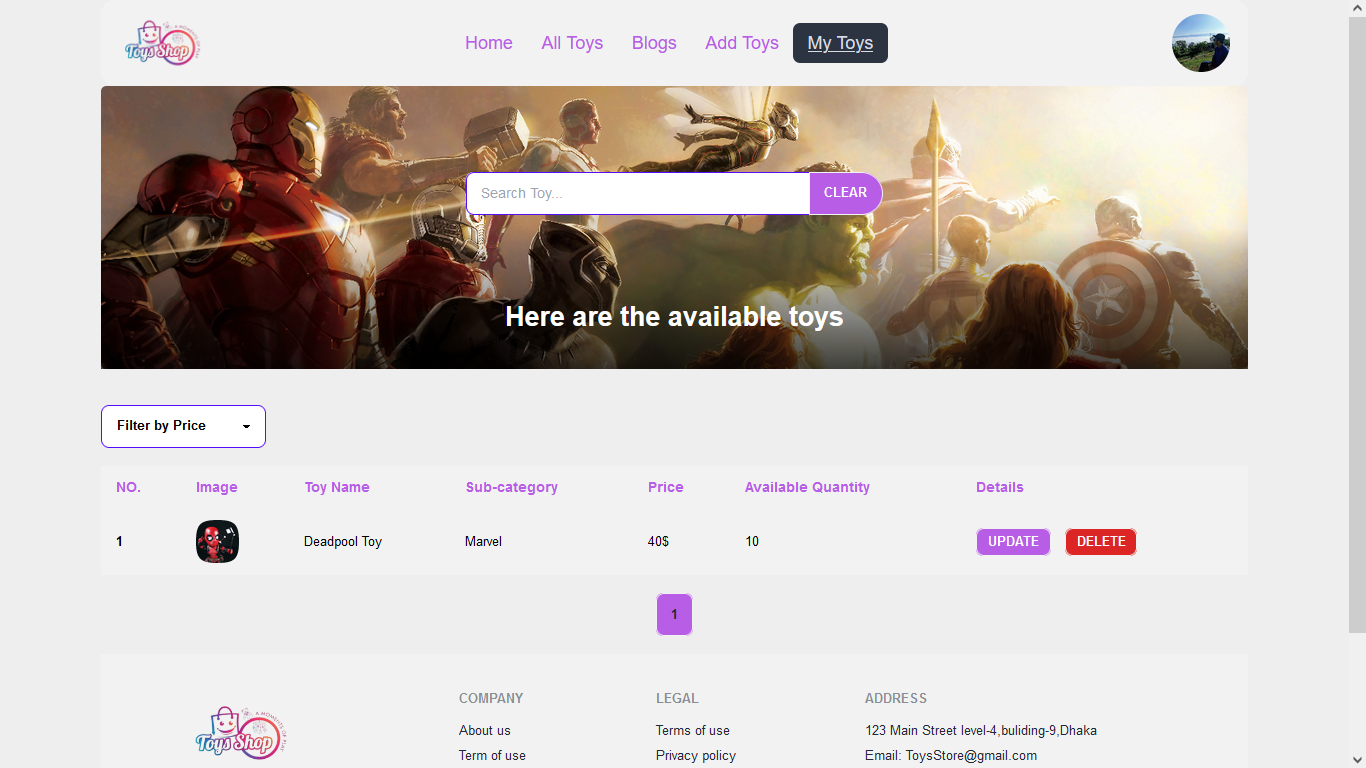 Toys Shop
A MOMENTS OF PLAY
Home All Toys Blogs Add Toys My Toys
Search Toy... CLEAR
Here are the available toys
Filter by Price
NO. Image Toy Name Sub-category Price Available Quantity Details
1 Deadpool Toy Marvel 40$ 10 UPDATE DELETE
1
A MOMENTS OF PLAY
Toys Shop
COMPANY LEGAL ADDRESS
About us Terms of use 123 Main Street level-4,buliding-9,Dhaka
Term of use Privacy policy Email: ToysStore@gmail.com